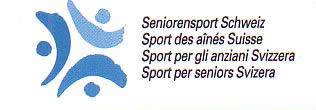 Seniorensport Schweiz
Sport des aînés Suisse
Sport per gli anziani Svizzera
Sport per seniors Svizera